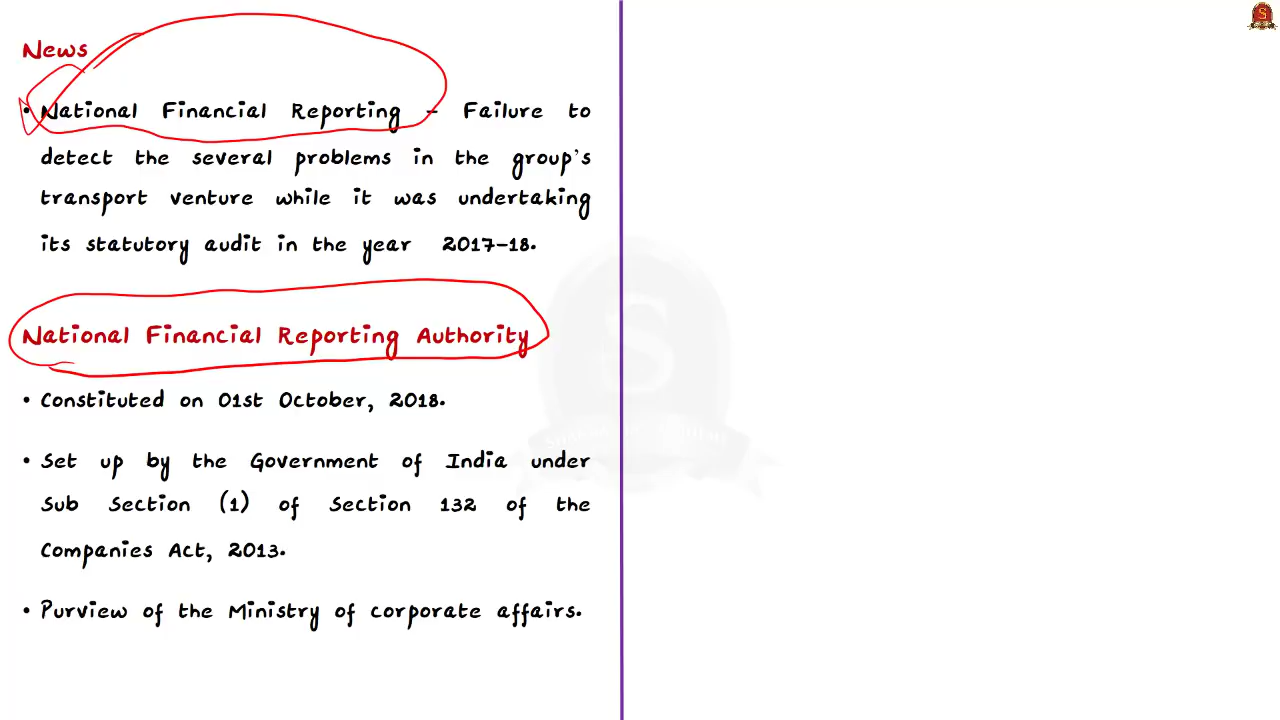 News
• National Financial Reporting – Failure to
detect the several problems in the group's
transport venture while it was undertaking
its statutory audit in the year 2017-18.
National Financial Reporting Authority
• Constituted on 01st October, 2018.
• Set up by the Government of India under
Sub Section (1) of Section 132 of the
Companies Act, 2013.
• Purview of the Ministry of corporate affairs.